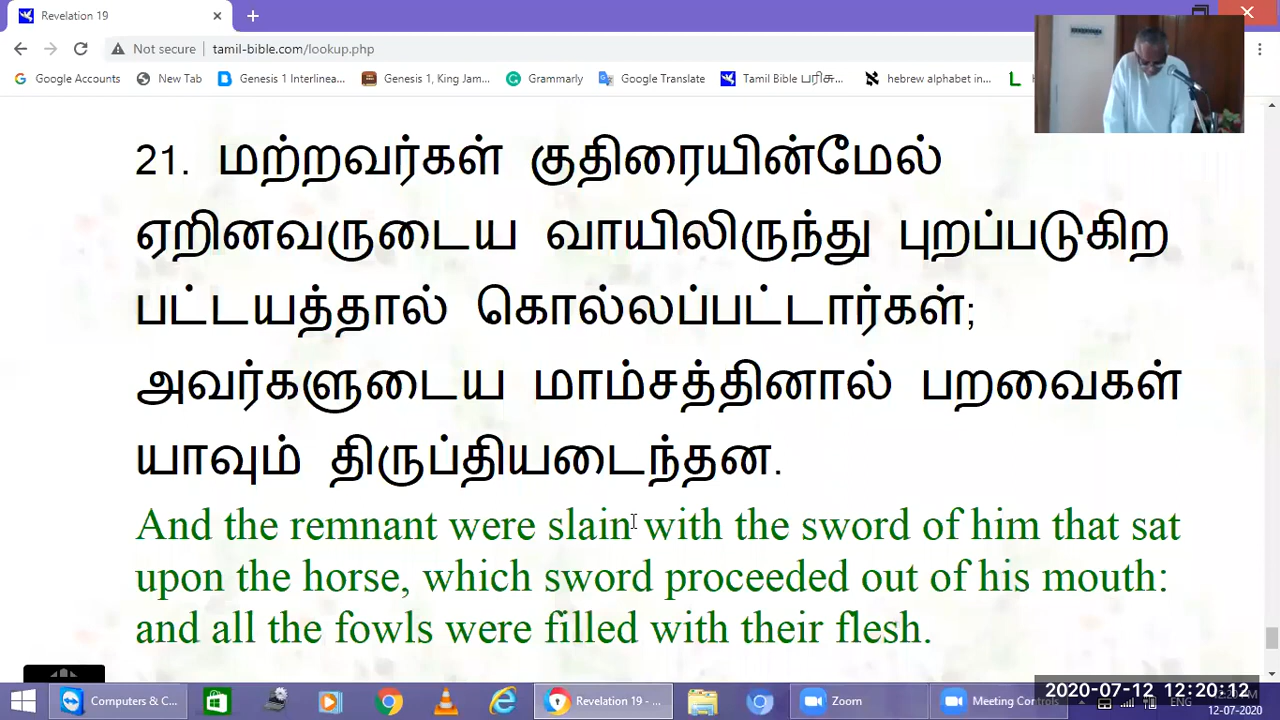 Revelation 19
Not secure
tamil-bible.com/lookup.php
Google Accounts
New Tab
Genesis 1 Interlinea...
Genesis 1, King Jam...
Grammarly
Google Translate
Tamil Bible பரிசு...
hebrew alphabet in...
21. மற்றவர்கள் குதிரையின்மேல்
ஏறினவருடைய வாயிலிருந்து புறப்படுகிற
பட்டயத்தால் கொல்லப்பட்டார்கள்;
அவர்களுடைய மாம்சத்தினால் பறவைகள்
யாவும் திருப்தியடைந்தன.
And the remnant were slain with the sword of him that sat
upon the horse, which sword proceeded out of his mouth:
and all the fowls were filled with their flesh.
Computers & C...
Revelation 19 - ...
Zoom
Meeting Controls
ENG
2020-07-12 12:20:12
12-07-2020